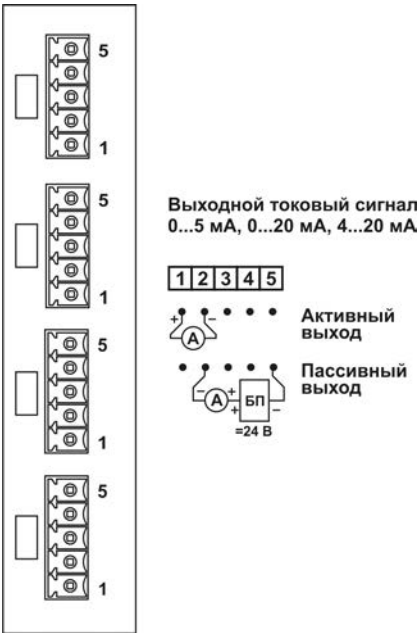 5
1
5
1
5
1
5
1
Выходной токовый сигнал
0...5 мА, 0...20 мА, 4...20 мА.
1 2 3 4 5
+ −
А
Активный
выход
− + + −
А БП
=24 В
Пассивный
выход